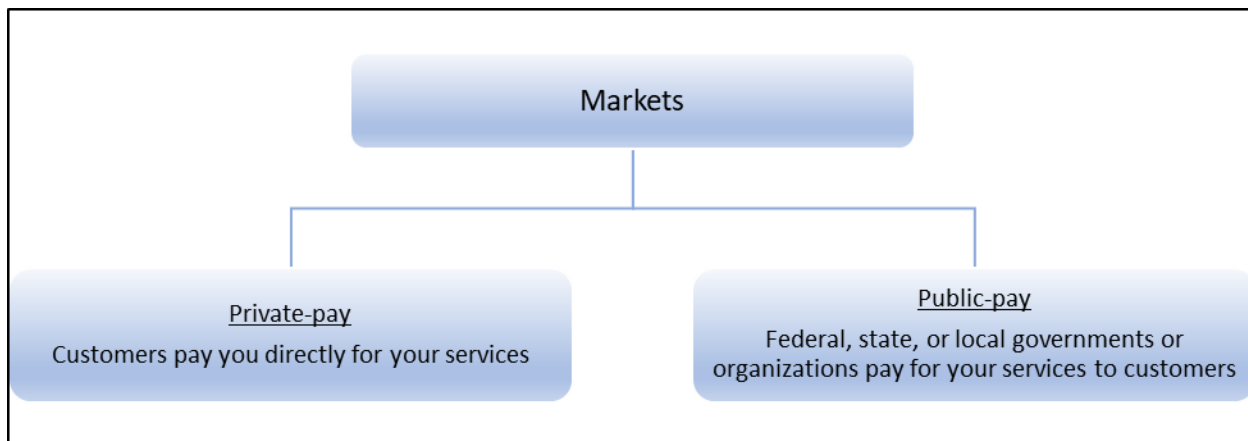 Markets
Private-pay
Customers pay you directly for your services
Public-pay
Federal, state, or local governments or
organizations pay for your services to customers